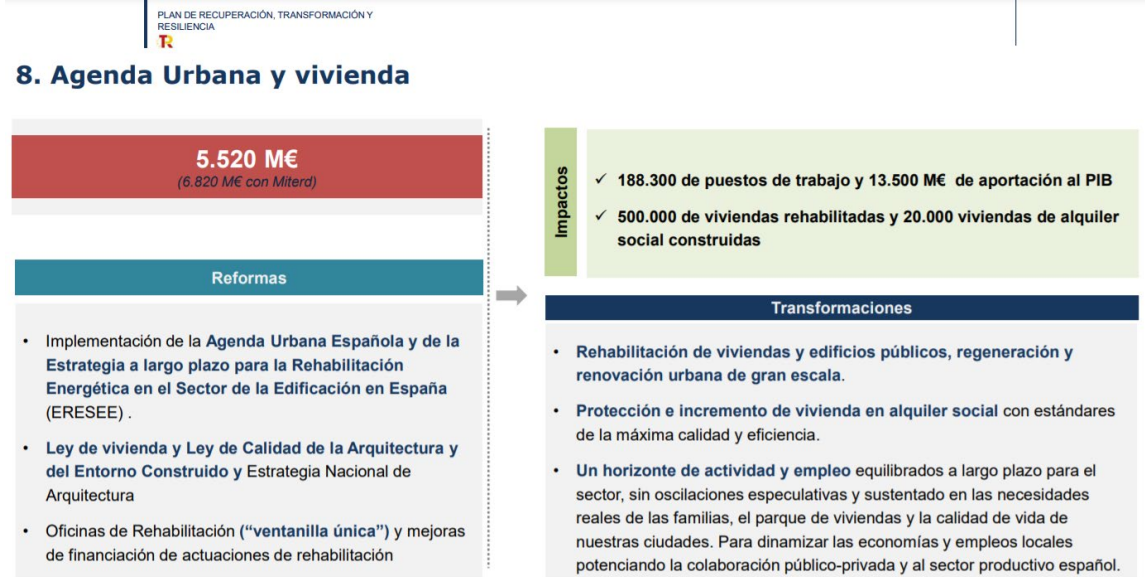 PLAN DE RECUPERACIÓN, TRANSFORMACIÓN Y
RESILIENCIA
TR
8. Agenda Urbana y vivienda
5.520 M€
(6.820 M€ con Miterd)
Reformas
• Implementación de la Agenda Urbana Española y de la
Estrategia a largo plazo para la Rehabilitación
Energética en el Sector de la Edificación en España
(ERESEE) .
• Ley de vivienda y Ley de Calidad de la Arquitectura y
del Entorno Construido y Estrategia Nacional de
Arquitectura
• Oficinas de Rehabilitación (“ventanilla única”) y mejoras
de financiación de actuaciones de rehabilitación
Impactos
✓ 188.300 de puestos de trabajo y 13.500 M€ de aportación al PIB
✓ 500.000 de viviendas rehabilitadas y 20.000 viviendas de alquiler
social construidas
Transformaciones
• Rehabilitación de viviendas y edificios públicos, regeneración y
renovación urbana de gran escala.
• Protección e incremento de vivienda en alquiler social con estándares
de la máxima calidad y eficiencia.
• Un horizonte de actividad y empleo equilibrados a largo plazo para el
sector, sin oscilaciones especulativas y sustentado en las necesidades
reales de las familias, el parque de viviendas y la calidad de vida de
nuestras ciudades. Para dinamizar las economías y empleos locales
potenciando la colaboración público-privada y al sector productivo español.